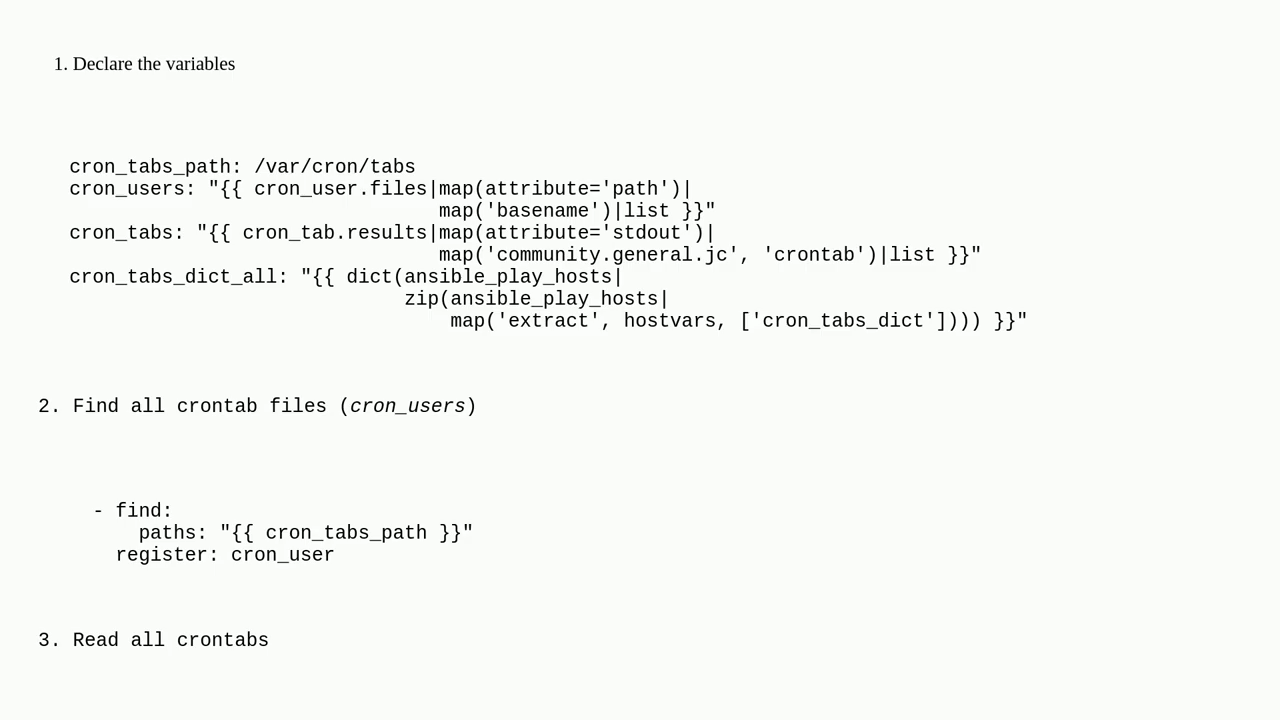 1. Declare the variables
cron_tabs_path: /var/cron/tabs
cron_users: "{{ cron_user.files|map(attribute='path')|
map('basename')|list }}"
cron_tabs: "{{ cron_tab.results|map(attribute='stdout')|
map('community.general.jc', 'crontab')|list }}"
cron_tabs_dict_all: "{{ dict(ansible_play_hosts|
zip(ansible_play_hosts|
map('extract', hostvars, ['cron_tabs_dict']))) }}"
2. Find all crontab files (cron_users)
- find:
paths: "{{ cron_tabs_path }}"
register: cron_user
3. Read all crontabs